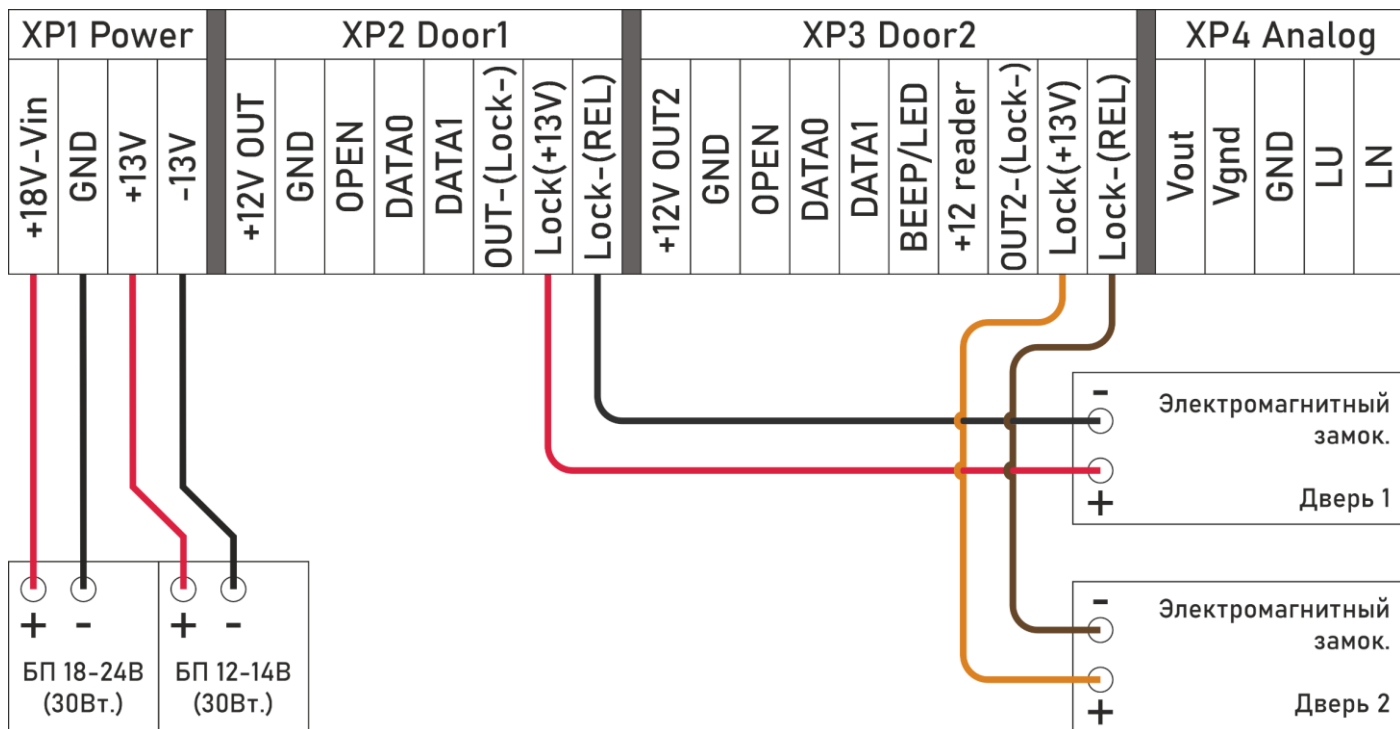 XP1 Power
XP2 Door1
XP3 Door2
XP4 Analog
+18V-Vin
GND
+13V
-13V
+12V OUT
GND
OPEN
DATA0
DATA1
OUT-(Lock-)
Lock(+13V)
Lock-(REL)
+12V OUT2
GND
OPEN
DATA0
DATA1
BEEP/LED
+12 reader
OUT2-(Lock-)
Lock(+13V)
Lock-(REL)
Vout
Vgnd
GND
LU
LN
-
Электромагнитный
замок.
+
Дверь 1
-
Электромагнитный
замок.
+
Дверь 2
+ -
БП 18-24В
(30Вт.)
+ -
БП 12-14В
(30Вт.)